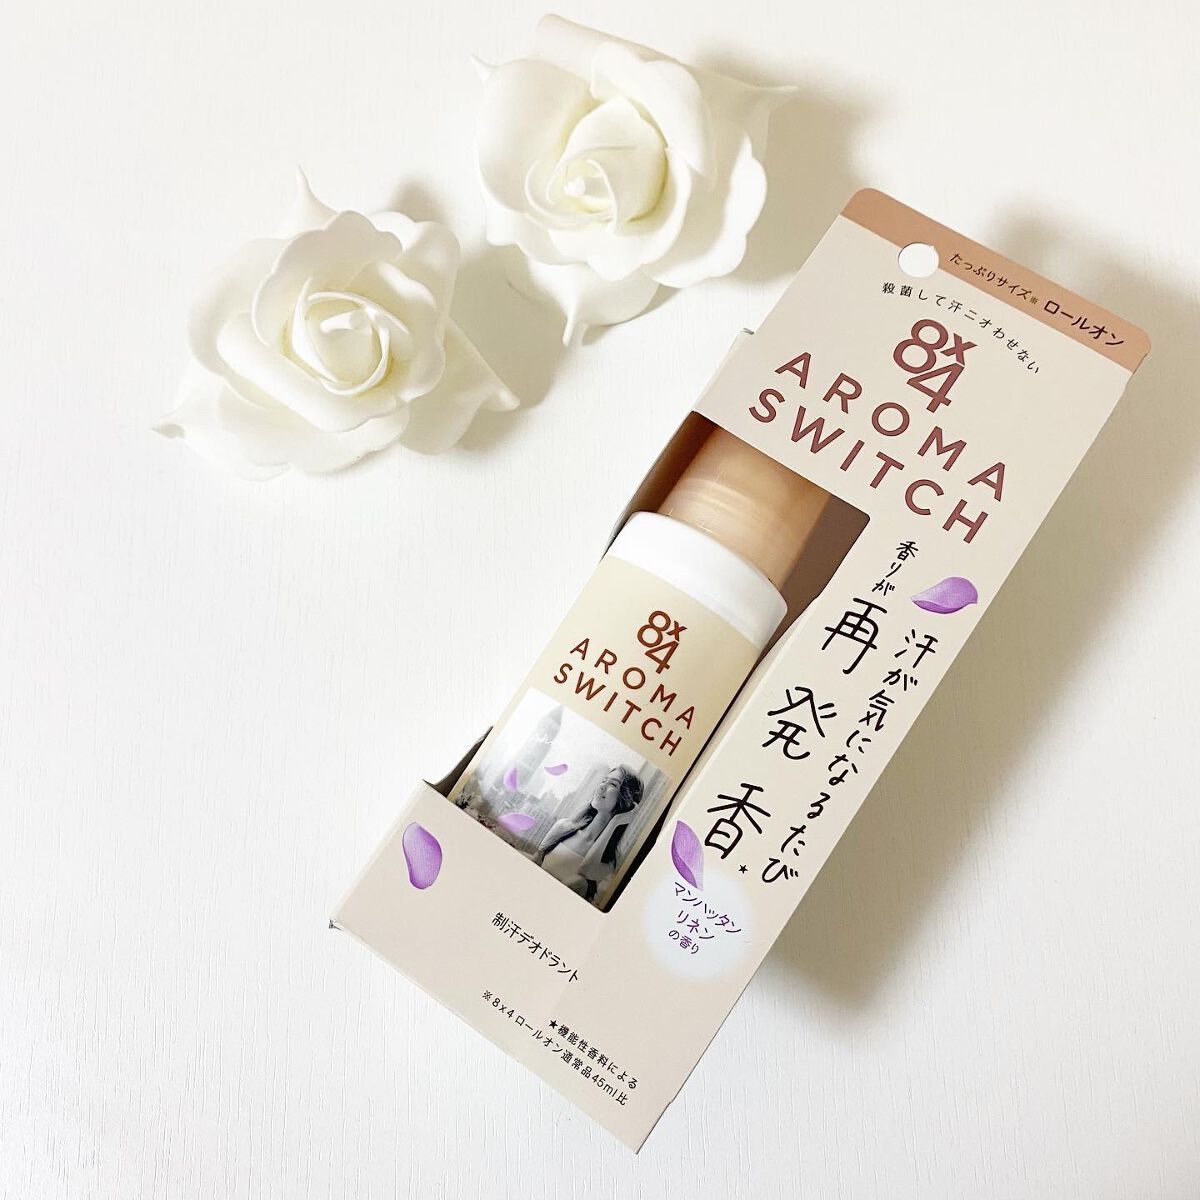 たっぷりサイズ※ ロールオン
殺菌して汗ニオわせない
8x4
AROMA
SWITCH
汗が気になるたび
香りが
再発香★
マンハッタン
リネン
の香り
8x4
AROMA
SWITCH
制汗デオドラント
★機能性香料による
※8x4ロールオン通常品45ml比